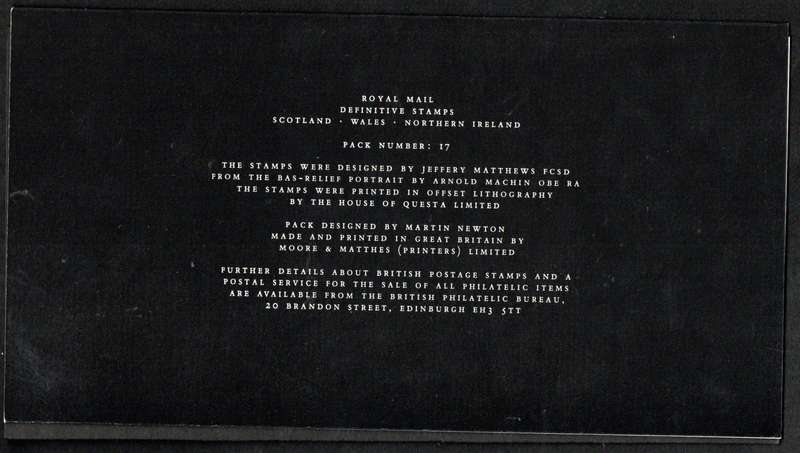 ROYAL MAIL
DEFINITIVE STAMPS
SCOTLAND · WALES · NORTHERN IRELAND
PACK NUMBER: 17
THE STAMPS WERE DESIGNED BY JEFFERY MATTHEWS FCSD
FROM THE BAS-RELIEF PORTRAIT BY ARNOLD MACHIN OBE RA
THE STAMPS WERE PRINTED IN OFFSET LITHOGRAPHY
BY THE HOUSE OF QUESTA LIMITED
PACK DESIGNED BY MARTIN NEWTON
MADE AND PRINTED IN GREAT BRITAIN BY
MOORE & MATTHES (PRINTERS) LIMITED
FURTHER DETAILS ABOUT BRITISH POSTAGE STAMPS AND A
POSTAL SERVICE FOR THE SALE OF ALL PHILATELIC ITEMS
ARE AVAILABLE FROM THE BRITISH PHILATELIC BUREAU,
20 BRANDON STREET, EDINBURGH EH3 5TT